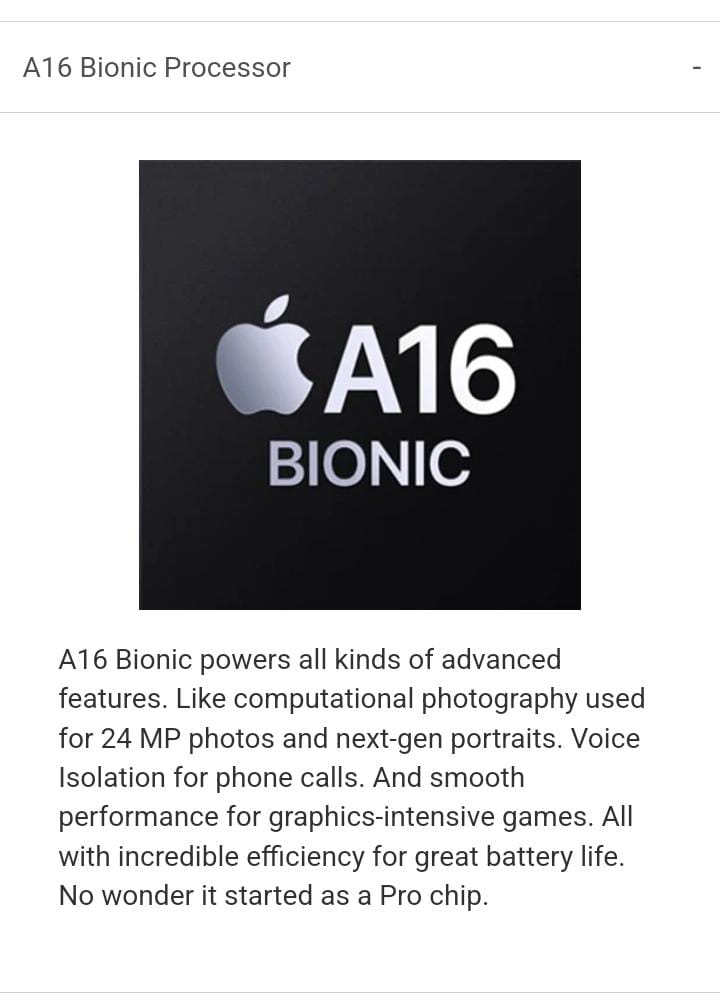 A16 Bionic Processor -
A16
BIONIC
A16 Bionic powers all kinds of advanced
features. Like computational photography used
for 24 MP photos and next-gen portraits. Voice
Isolation for phone calls. And smooth
performance for graphics-intensive games. All
with incredible efficiency for great battery life.
No wonder it started as a Pro chip.